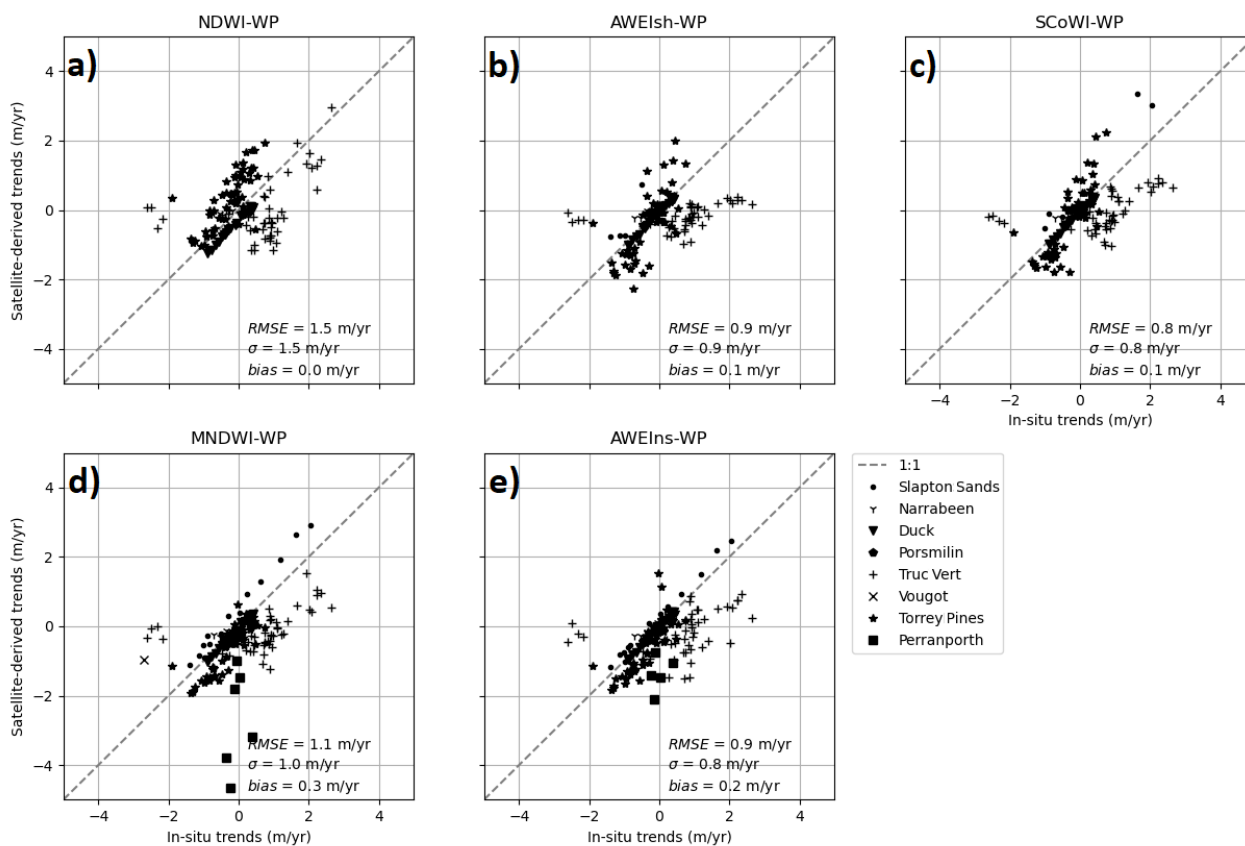 NDWI-WP
AWEIsh-WP
SCoWI-WP
a)
b)
c)
Satellite-derived trends (m/yr)
4
2
0
−2
−4
RMSE = 1.5 m/yr
σ = 1.5 m/yr
bias = 0.0 m/yr
RMSE = 0.9 m/yr
σ = 0.9 m/yr
bias = 0.1 m/yr
RMSE = 0.8 m/yr
σ = 0.8 m/yr
bias = 0.1 m/yr
−4 −2 0 2 4
In-situ trends (m/yr)
MNDWI-WP
AWEIns-WP
d)
e)
Satellite-derived trends (m/yr)
4
2
0
−2
−4
RMSE = 1.1 m/yr
σ = 1.0 m/yr
bias = 0.3 m/yr
RMSE = 0.9 m/yr
σ = 0.8 m/yr
bias = 0.2 m/yr
−4 −2 0 2 4
In-situ trends (m/yr)
−4 −2 0 2 4
In-situ trends (m/yr)
1:1
Slapton Sands
Narrabeen
Duck
Porsmilin
Truc Vert
Vougot
Torrey Pines
Perranporth